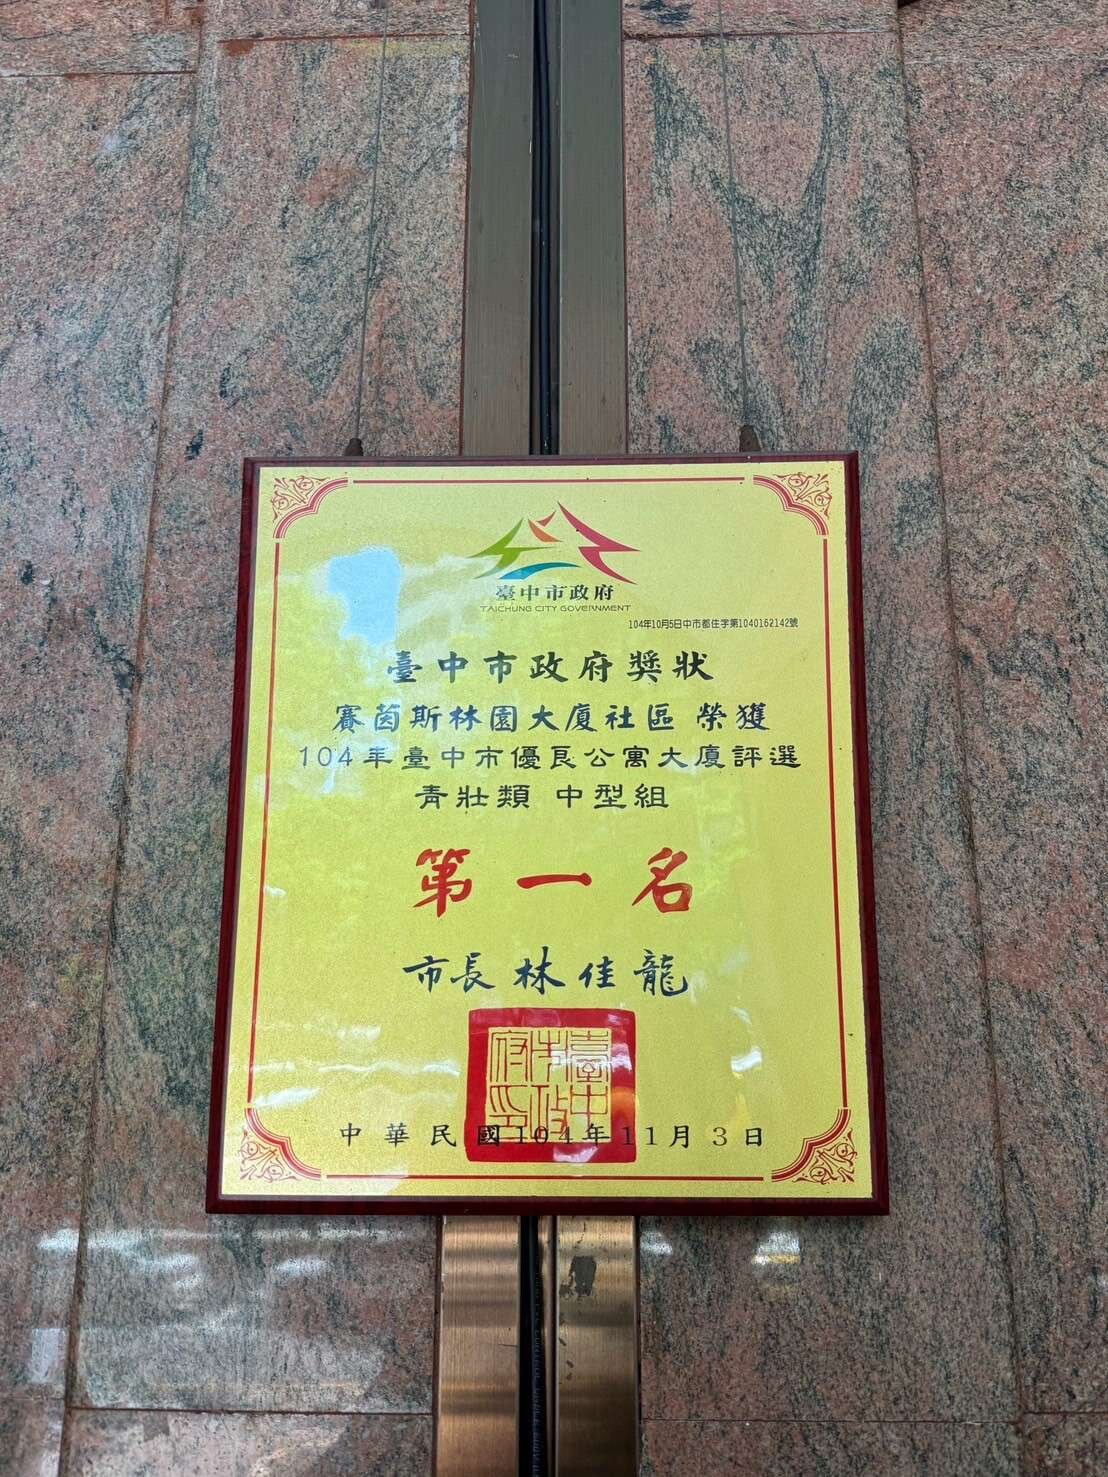 臺中市政府
TAICHUNG CITY GOVERNMENT
104年10月5日中市都住字第1040162142號
臺中市政府獎狀
賽茵斯林園大廈社區 榮獲
104年臺中市優良公寓大廈評選
青壯類 中型組
第一名
市長 林佳龍
臺中市政府印
中華民國104年11月3日